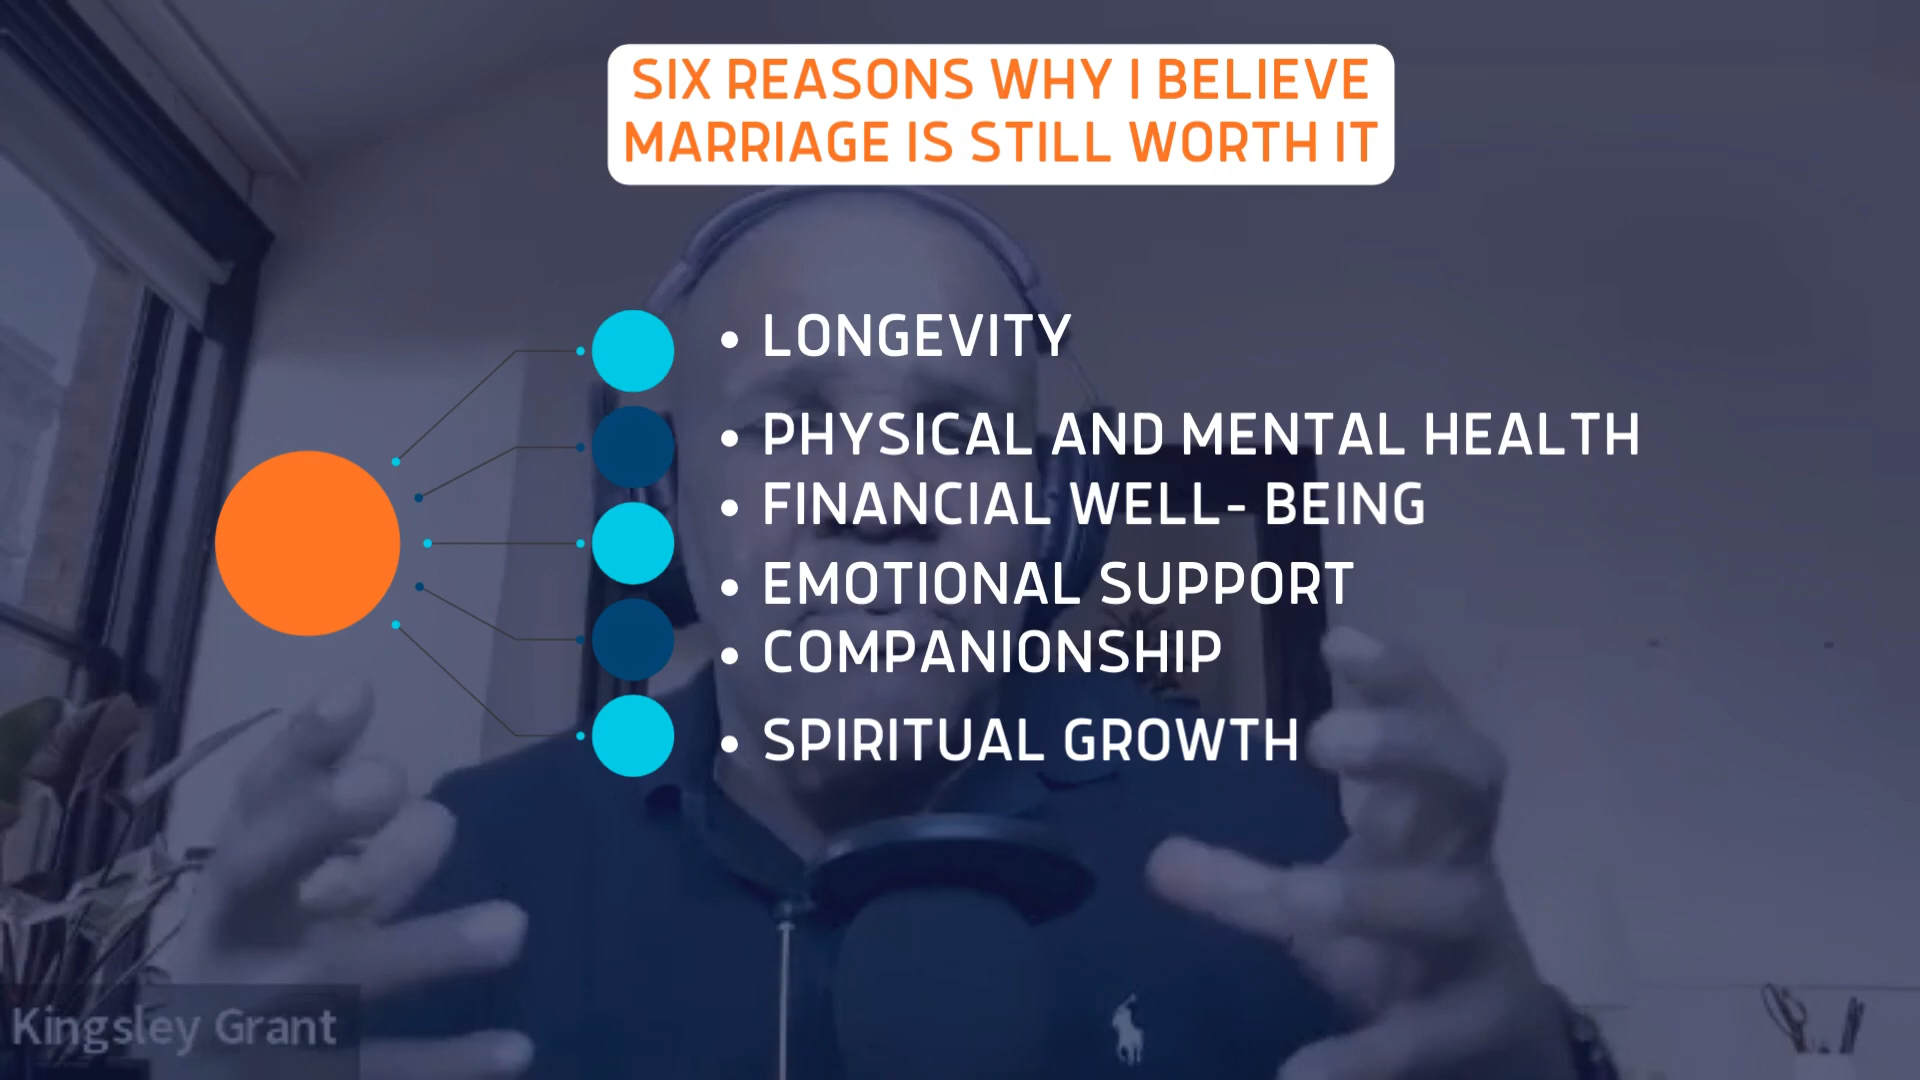 SIX REASONS WHY I BELIEVE
MARRIAGE IS STILL WORTH IT
• LONGEVITY
• PHYSICAL AND MENTAL HEALTH
• FINANCIAL WELL- BEING
• EMOTIONAL SUPPORT
• COMPANIONSHIP
• SPIRITUAL GROWTH
Kingsley Grant